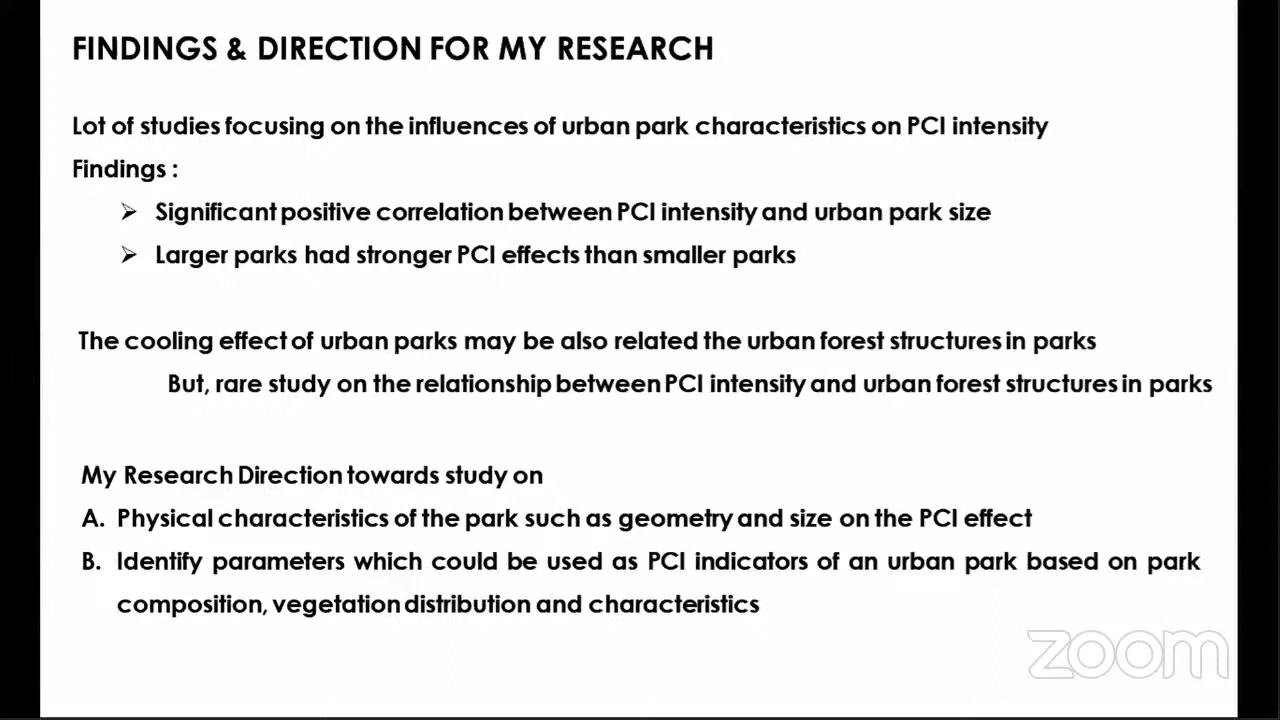 FINDINGS & DIRECTION FOR MY RESEARCH
Lot of studies focusing on the influences of urban park characteristics on PCI intensity
Findings :
➢ Significant positive correlation between PCI intensity and urban park size
➢ Larger parks had stronger PCI effects than smaller parks
The cooling effect of urban parks may be also related the urban forest structures in parks
But, rare study on the relationship between PCI intensity and urban forest structures in parks
My Research Direction towards study on
A. Physical characteristics of the park such as geometry and size on the PCI effect
B. Identify parameters which could be used as PCI indicators of an urban park based on park
composition, vegetation distribution and characteristics
zoom